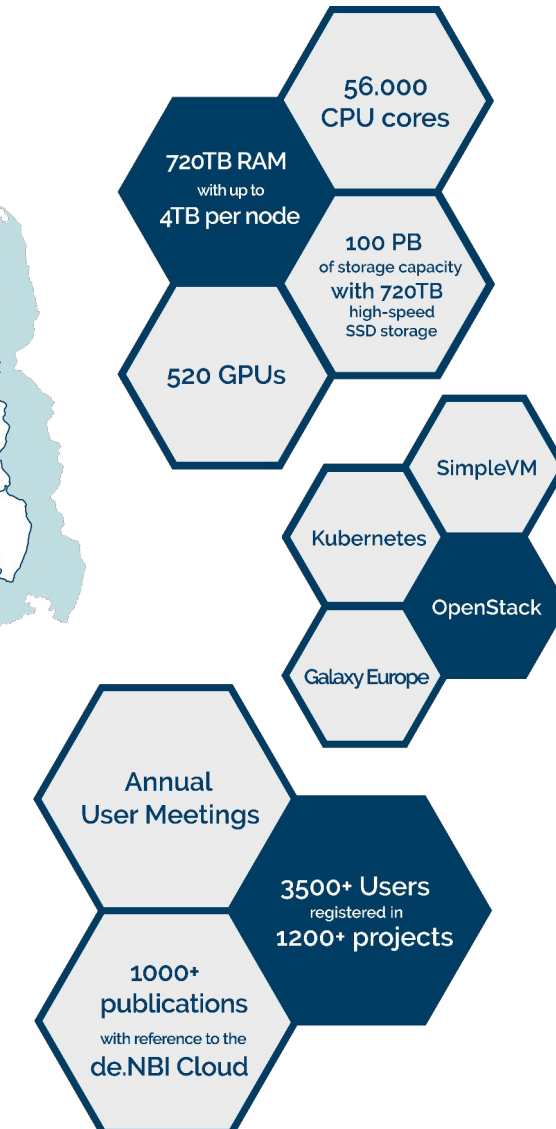 56.000
CPU cores
720TB RAM
with up to
4TB per node
100 PB
of storage capacity
with 720TB
high-speed
SSD storage
520 GPUs
SimpleVM
Kubernetes
OpenStack
Galaxy Europe
Annual
User Meetings
3500+ Users
registered in
1200+ projects
1000+
publications
with reference to the
de.NBI Cloud